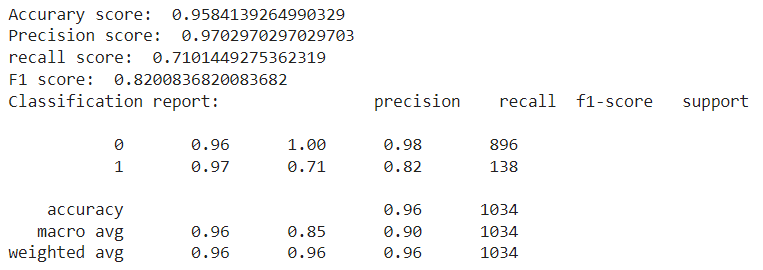 Accurary score:  0.9584139264990329
Precision score:  0.9702970297029703
recall score:  0.7101449275362319
F1 score:  0.8200836820083682
Classification report:                precision    recall  f1-score   support

           0       0.96      1.00      0.98       896
           1       0.97      0.71      0.82       138

    accuracy                           0.96      1034
   macro avg       0.96      0.85      0.90      1034
weighted avg       0.96      0.96      0.96      1034